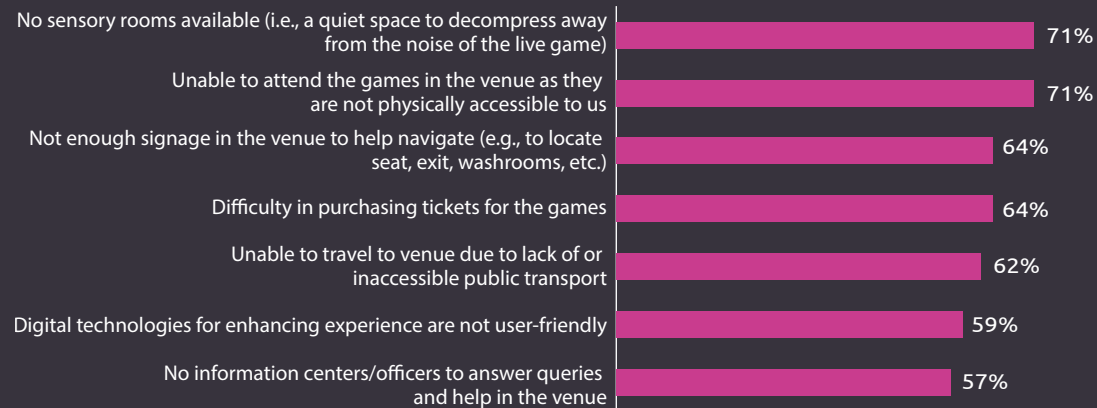 No sensory rooms available (i.e., a quiet space to decompress away
from the noise of the live game)
71%
Unable to attend the games in the venue as they
are not physically accessible to us
71%
Not enough signage in the venue to help navigate (e.g., to locate
seat, exit, washrooms, etc.)
64%
Difficulty in purchasing tickets for the games
64%
Unable to travel to venue due to lack of or
inaccessible public transport
62%
Digital technologies for enhancing experience are not user-friendly
59%
No information centers/officers to answer queries
and help in the venue
57%